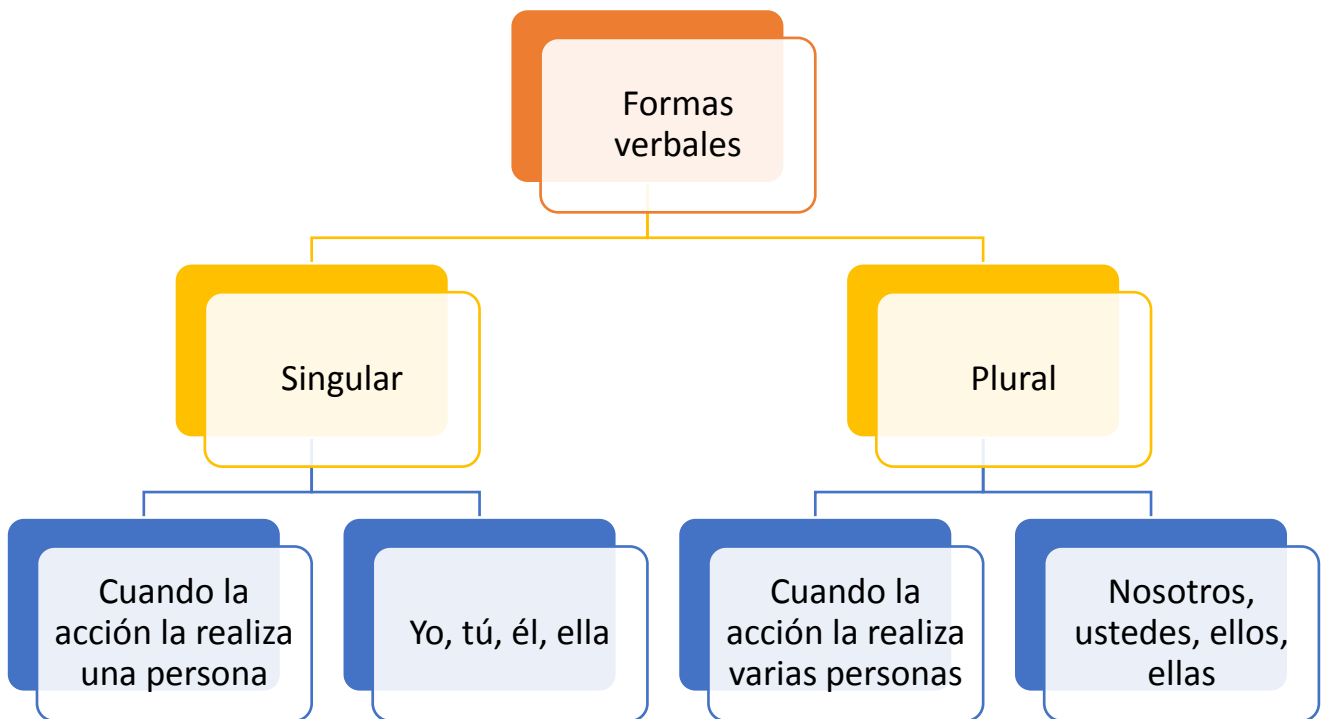 Formas
verbales
Singular
Plural
Cuando la
acción la realiza
una persona
Yo, tú, él, ella
Cuando la
acción la realiza
varias personas
Nosotros,
ustedes, ellos,
ellas